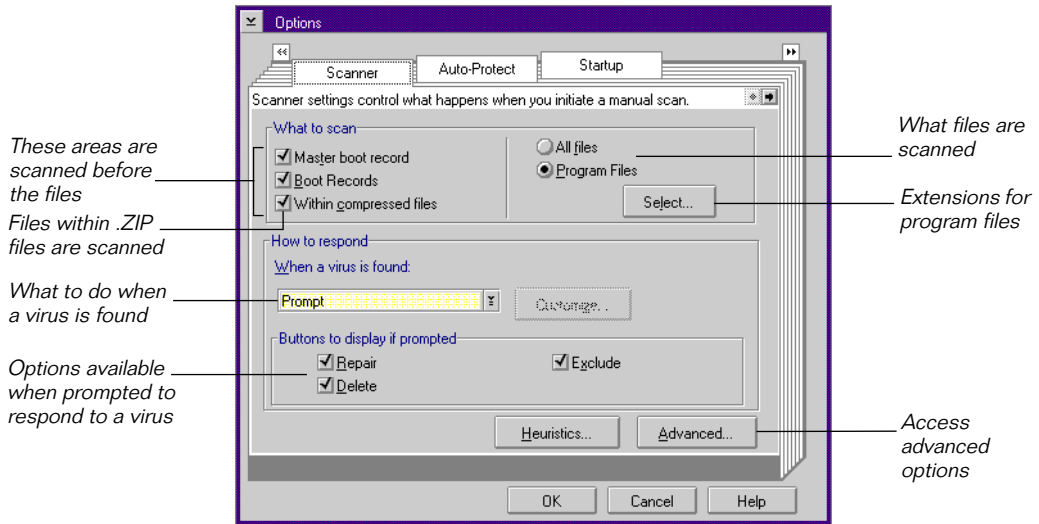 Options
Scanner
Auto-Protect
Startup
Scanner settings control what happens when you initiate a manual scan.
What to scan
Master boot record
Boot Records
Within compressed files
All files
Program Files
Select...
How to respond
When a virus is found:
Prompt
Customize...
Buttons to display if prompted
Repair
Delete
Exclude
Heuristics...
Advanced...
OK
Cancel
Help
These areas are
scanned before
the files
Files within .ZIP
files are scanned
What to do when
a virus is found
Options available
when prompted to
respond to a virus
What files are
scanned
Extensions for
program files
Access
advanced
options